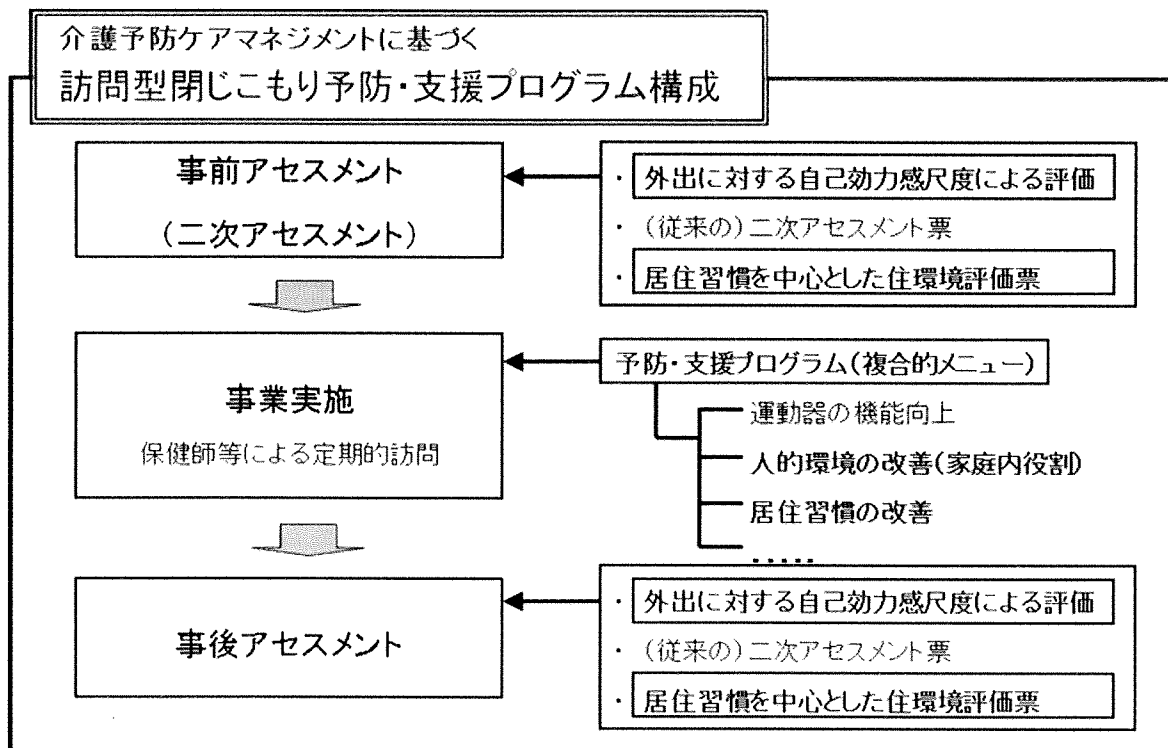 介護予防ケアマネジメントに基づく
訪問型閉じこもり予防・支援プログラム構成
事前アセスメント
(二次アセスメント)
・ 外出に対する自己効力感尺度による評価
・ (従来の)二次アセスメント票
・ 居住習慣を中心とした住環境評価票
事業実施
保健師等による定期的訪問
予防・支援プログラム(複合的メニュー)
運動器の機能向上
人的環境の改善(家庭内役割)
居住習慣の改善
.....
事後アセスメント
・ 外出に対する自己効力感尺度による評価
・ (従来の)二次アセスメント票
・ 居住習慣を中心とした住環境評価票